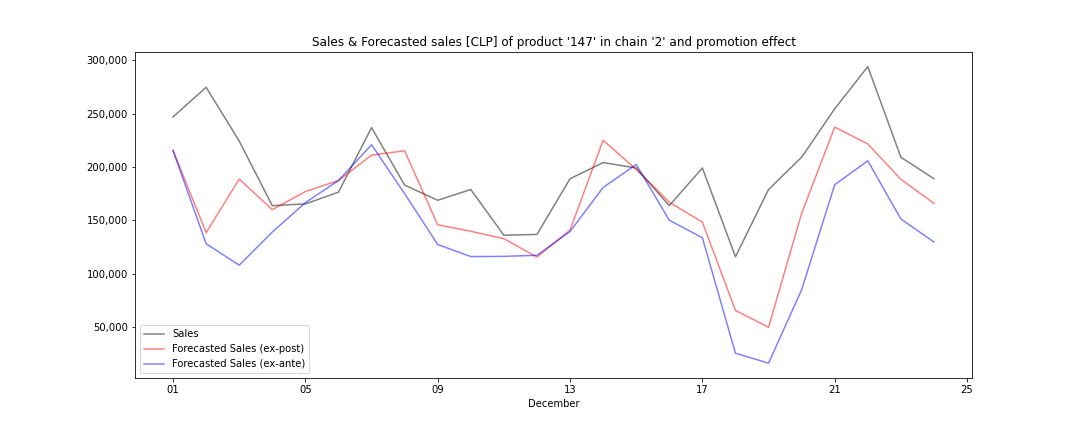 Sales & Forecasted sales [CLP] of product '147' in chain '2' and promotion effect
300,000
250,000
200,000
150,000
100,000
50,000
Sales
Forecasted Sales (ex-post)
Forecasted Sales (ex-ante)
01 05 09 13 17 21 25
December